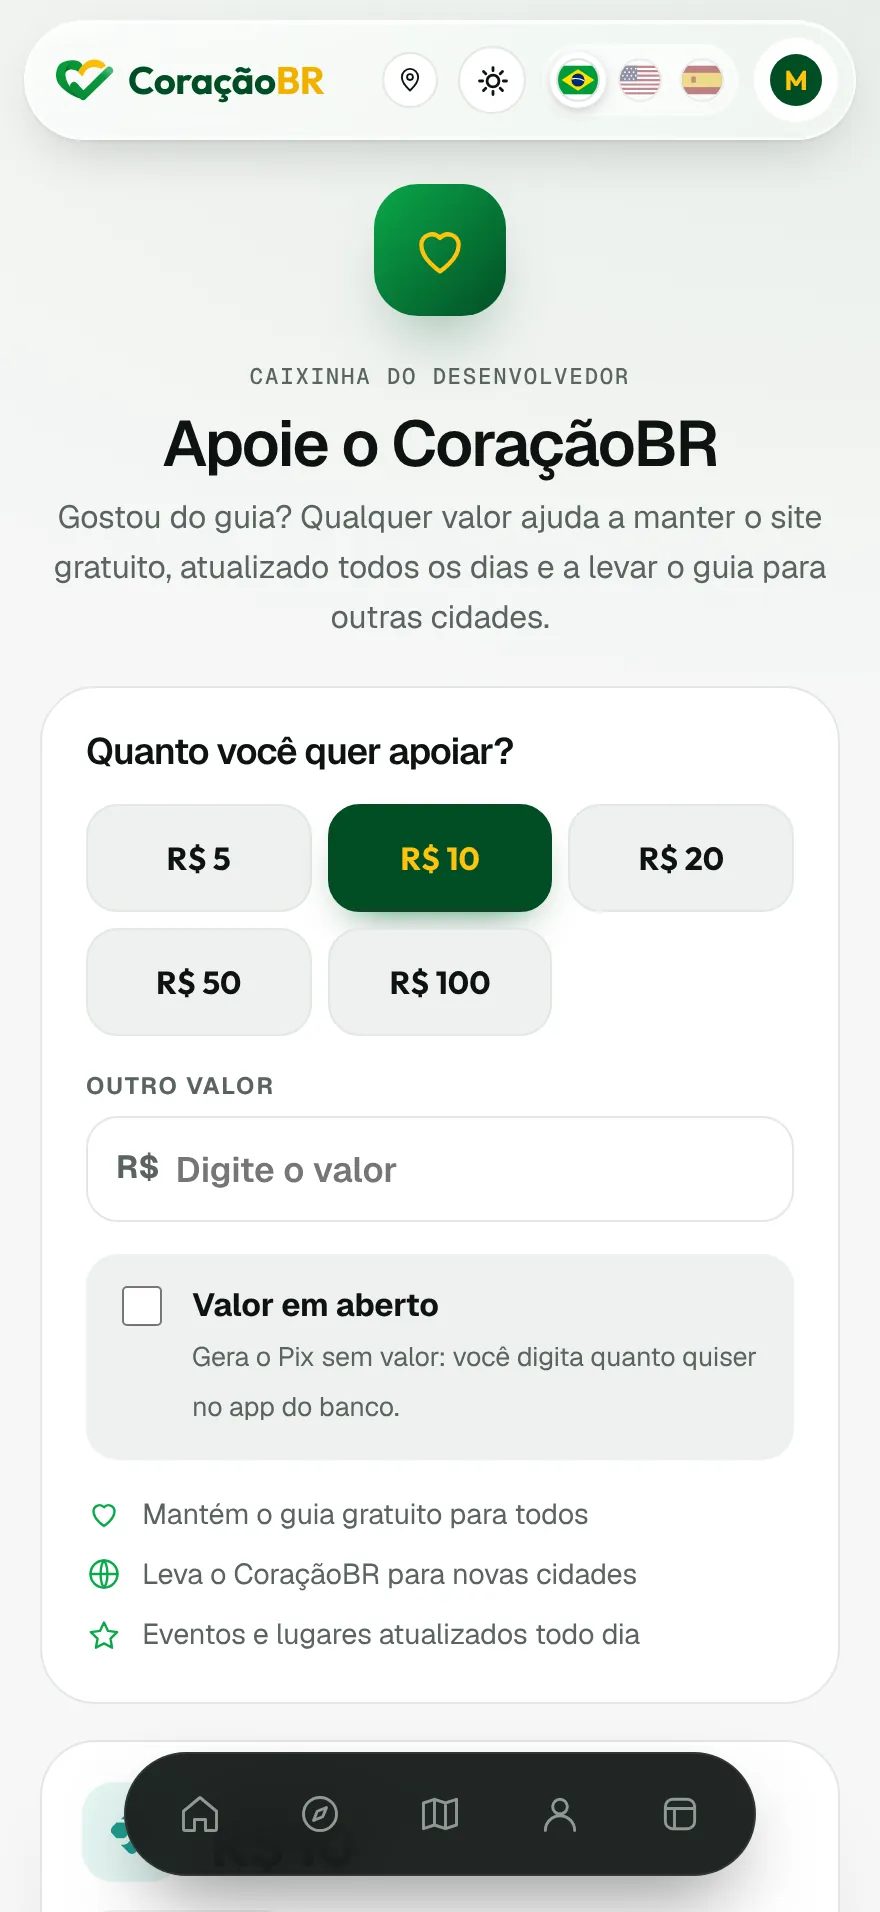 CoraçãoBR
M
CAIXINHA DO DESENVOLVEDOR
Apoie o CoraçãoBR
Gostou do guia? Qualquer valor ajuda a manter o site
gratuito, atualizado todos os dias e a levar o guia para
outras cidades.
Quanto você quer apoiar?
R$ 5
R$ 10
R$ 20
R$ 50
R$ 100
OUTRO VALOR
R$ Digite o valor
Valor em aberto
Gera o Pix sem valor: você digita quanto quiser
no app do banco.
Mantém o guia gratuito para todos
Leva o CoraçãoBR para novas cidades
Eventos e lugares atualizados todo dia
R$ 10